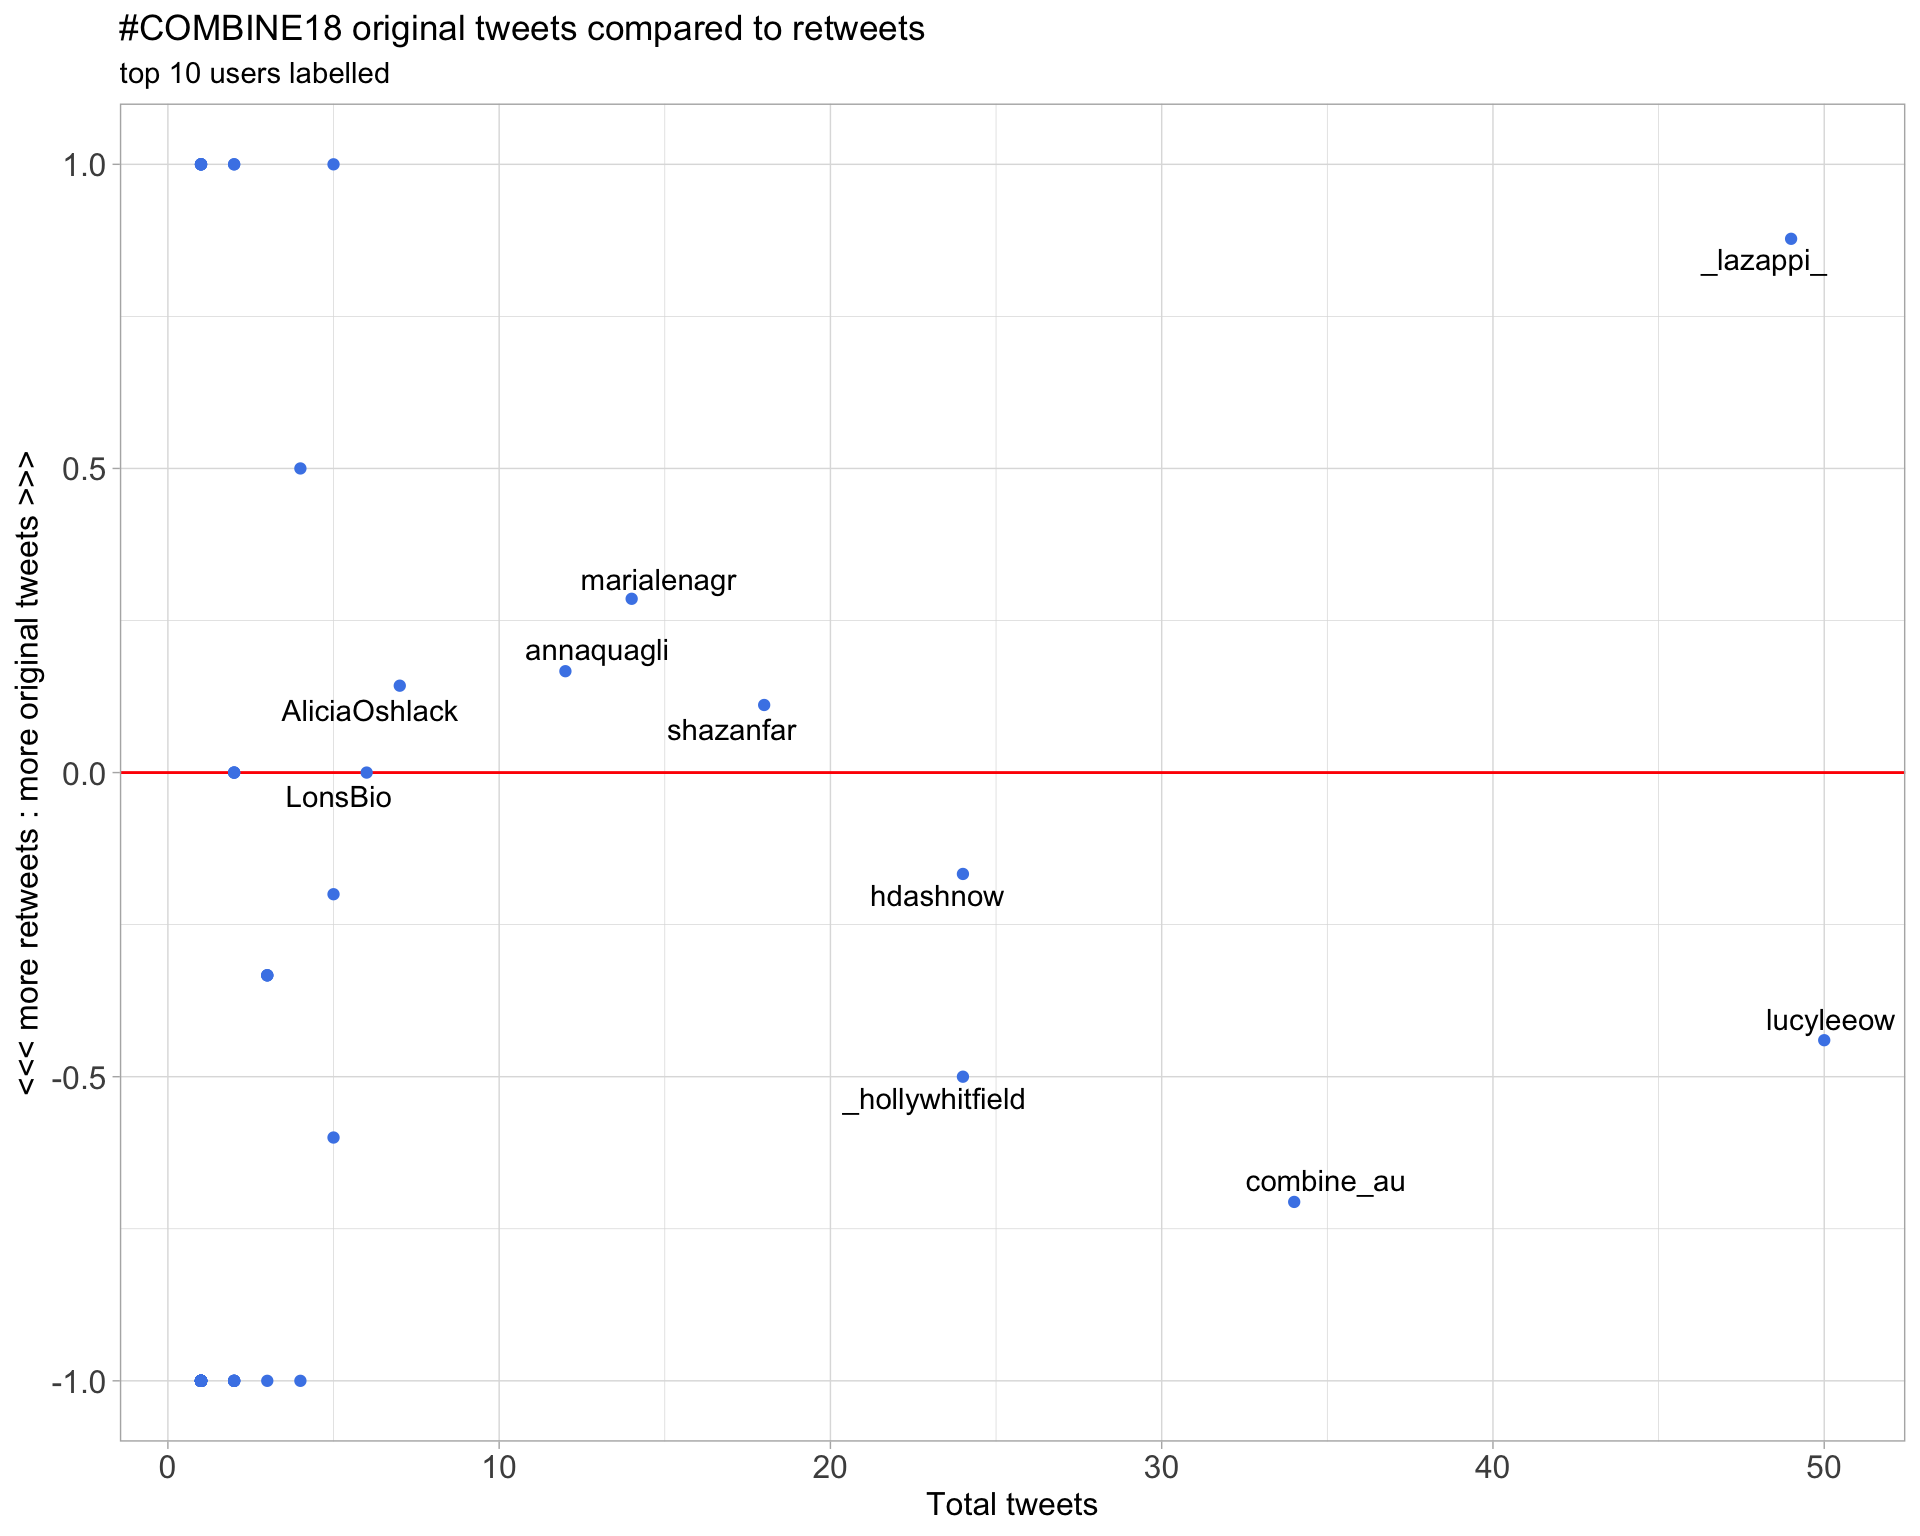 #COMBINE18 original tweets compared to retweets
top 10 users labelled
<<< more retweets : more original tweets >>>
1.0
0.5
0.0
-0.5
-1.0
_lazappi_
marialenagr
annaquagli
AliciaOshlack
shazanfar
LonsBio
hdashnow
lucyleeow
_hollywhitfield
combine_au
0 10 20 30 40 50
Total tweets